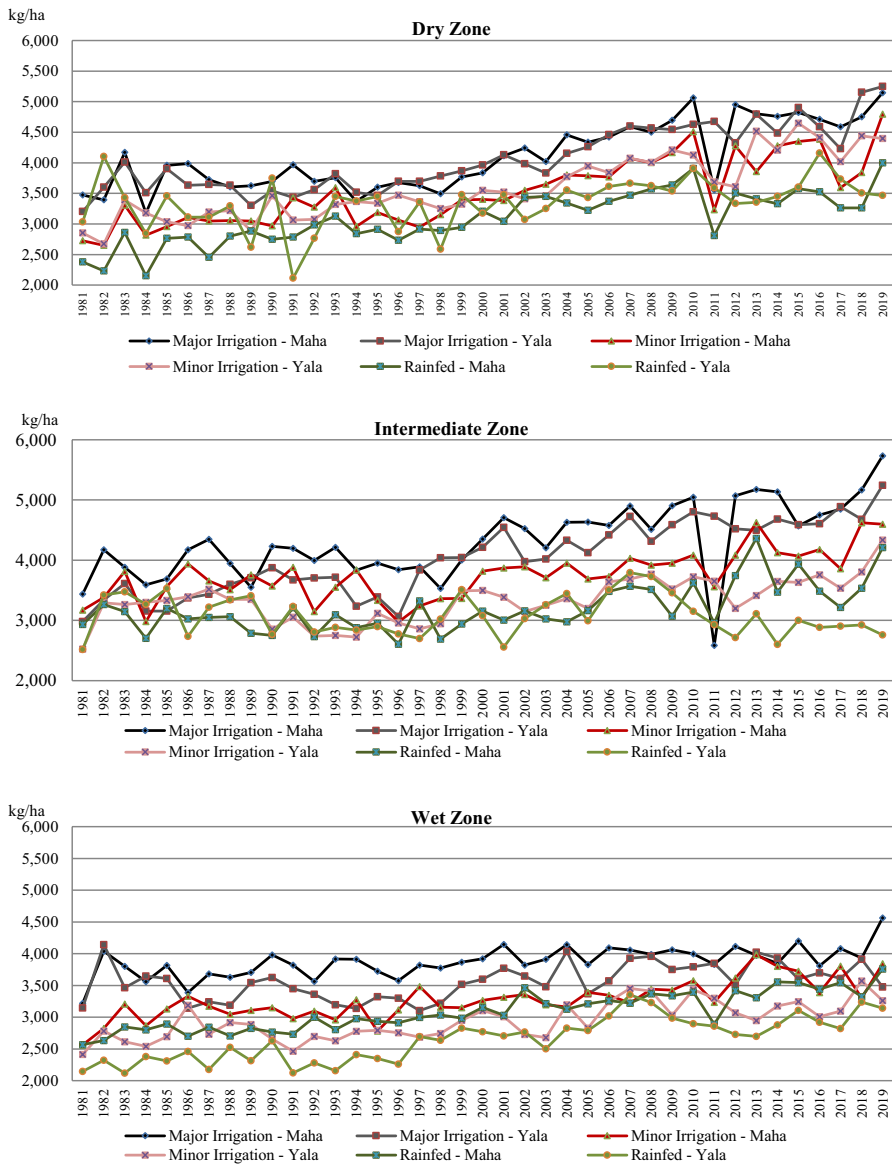 kg/ha
Dry Zone
6,000
5,500
5,000
4,500
4,000
3,500
3,000
2,500
2,000
1981 1982 1983 1984 1985 1986 1987 1988 1989 1990 1991 1992 1993 1994 1995 1996 1997 1998 1999 2000 2001 2002 2003 2004 2005 2006 2007 2008 2009 2010 2011 2012 2013 2014 2015 2016 2017 2018 2019
Major Irrigation - Maha Major Irrigation - Yala Minor Irrigation - Maha
Minor Irrigation - Yala Rainfed - Maha Rainfed - Yala
kg/ha
Intermediate Zone
6,000
5,000
4,000
3,000
2,000
1981 1982 1983 1984 1985 1986 1987 1988 1989 1990 1991 1992 1993 1994 1995 1996 1997 1998 1999 2000 2001 2002 2003 2004 2005 2006 2007 2008 2009 2010 2011 2012 2013 2014 2015 2016 2017 2018 2019
Major Irrigation - Maha Major Irrigation - Yala Minor Irrigation - Maha
Minor Irrigation - Yala Rainfed - Maha Rainfed - Yala
kg/ha
Wet Zone
6,000
5,500
5,000
4,500
4,000
3,500
3,000
2,500
2,000
1981 1982 1983 1984 1985 1986 1987 1988 1989 1990 1991 1992 1993 1994 1995 1996 1997 1998 1999 2000 2001 2002 2003 2004 2005 2006 2007 2008 2009 2010 2011 2012 2013 2014 2015 2016 2017 2018 2019
Major Irrigation - Maha Major Irrigation - Yala Minor Irrigation - Maha
Minor Irrigation - Yala Rainfed - Maha Rainfed - Yala